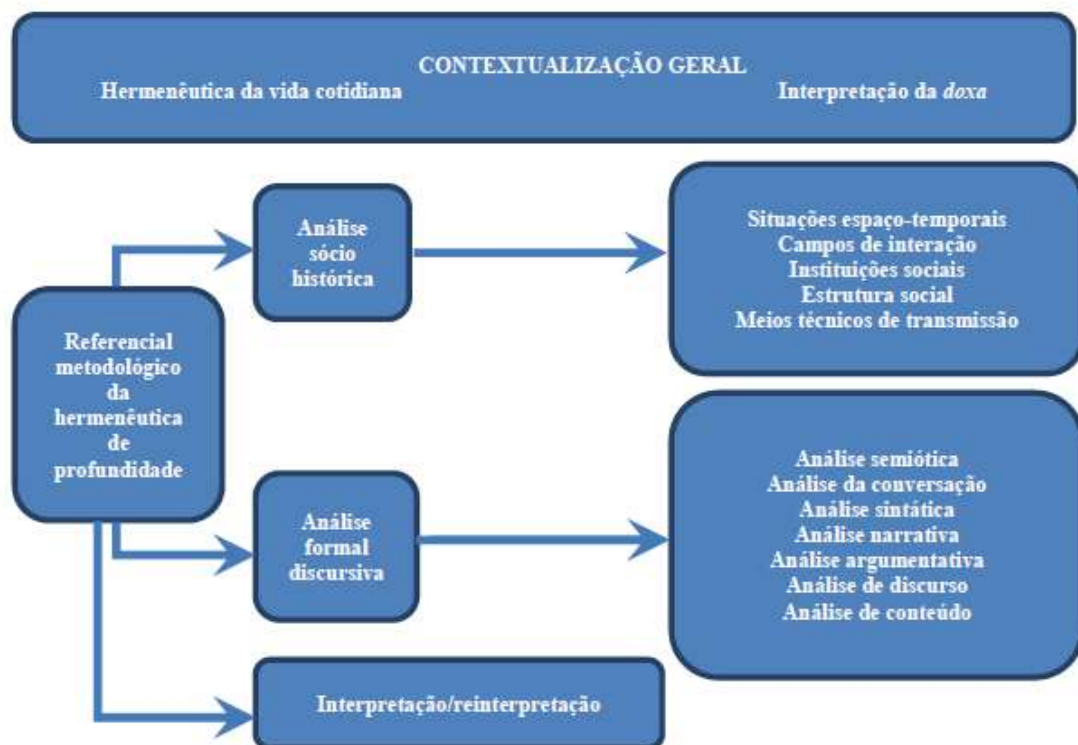 CONTEXTUALIZAÇÃO GERAL
Hermenêutica da vida cotidiana Interpretação da doxa
Referencial
metodológico
da
hermenêutica
de
profundidade
Análise
sócio
histórica
Situações espaço-temporais
Campos de interação
Instituições sociais
Estrutura social
Meios técnicos de transmissão
Análise
formal
discursiva
Análise semiótica
Análise da conversação
Análise sintática
Análise narrativa
Análise argumentativa
Análise de discurso
Análise de conteúdo
Interpretação/reinterpretação